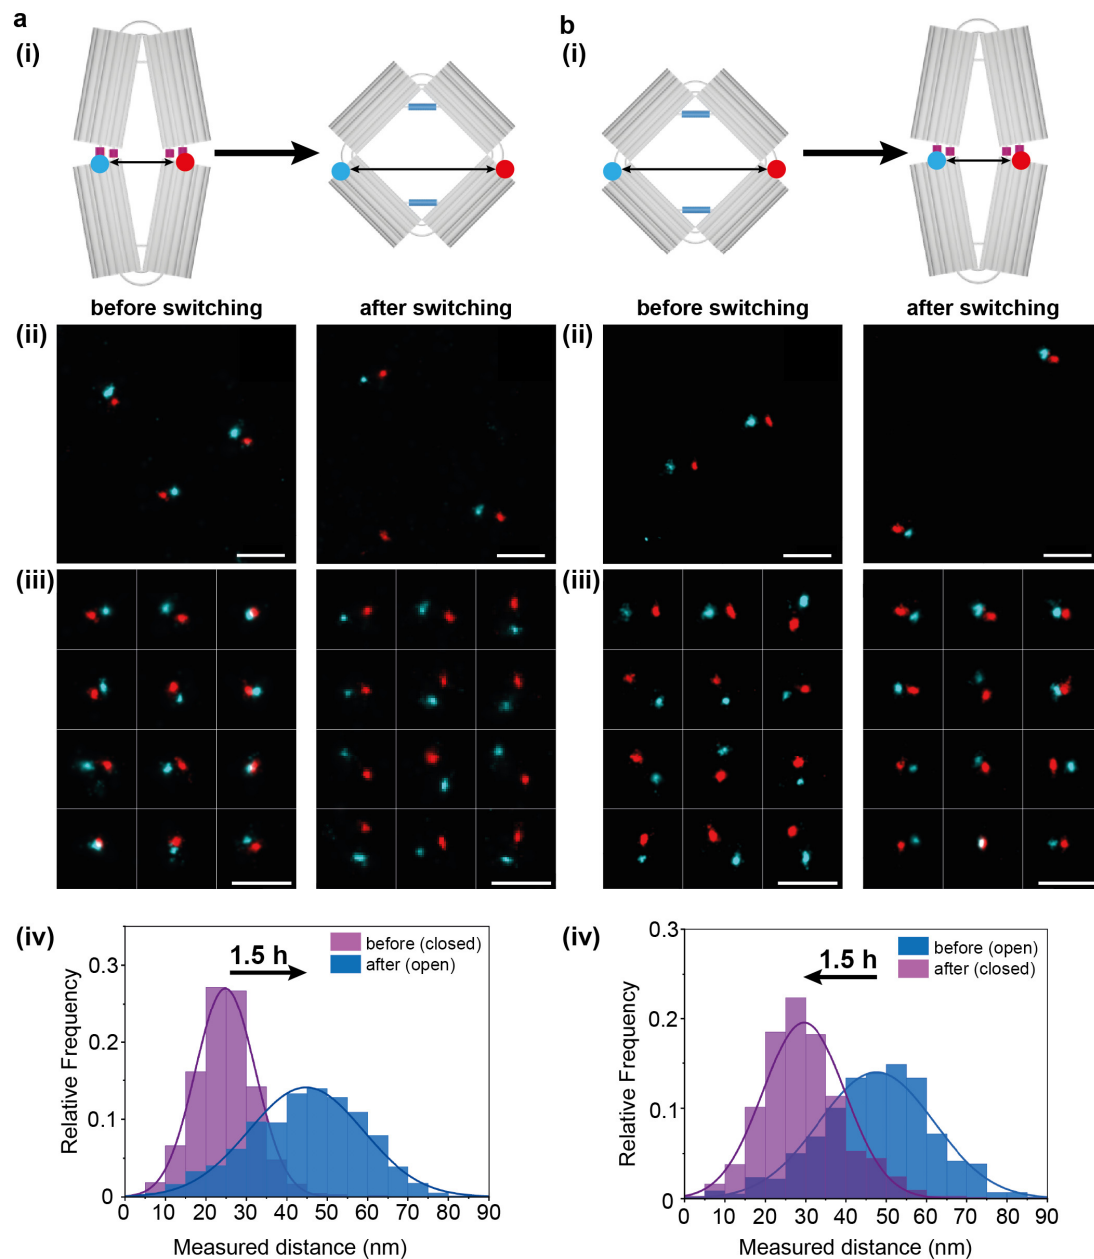 a
b
(i)
(i)
before switching
after switching
before switching
after switching
(ii)
(ii)
(iii)
(iii)
(iv)
1.5 h
before (closed)
after (open)
0.3
0.2
0.1
0
Relative Frequency
0 10 20 30 40 50 60 70 80 90
Measured distance (nm)
(iv)
1.5 h
before (open)
after (closed)
0.3
0.2
0.1
0
Relative Frequency
0 10 20 30 40 50 60 70 80 90
Measured distance (nm)